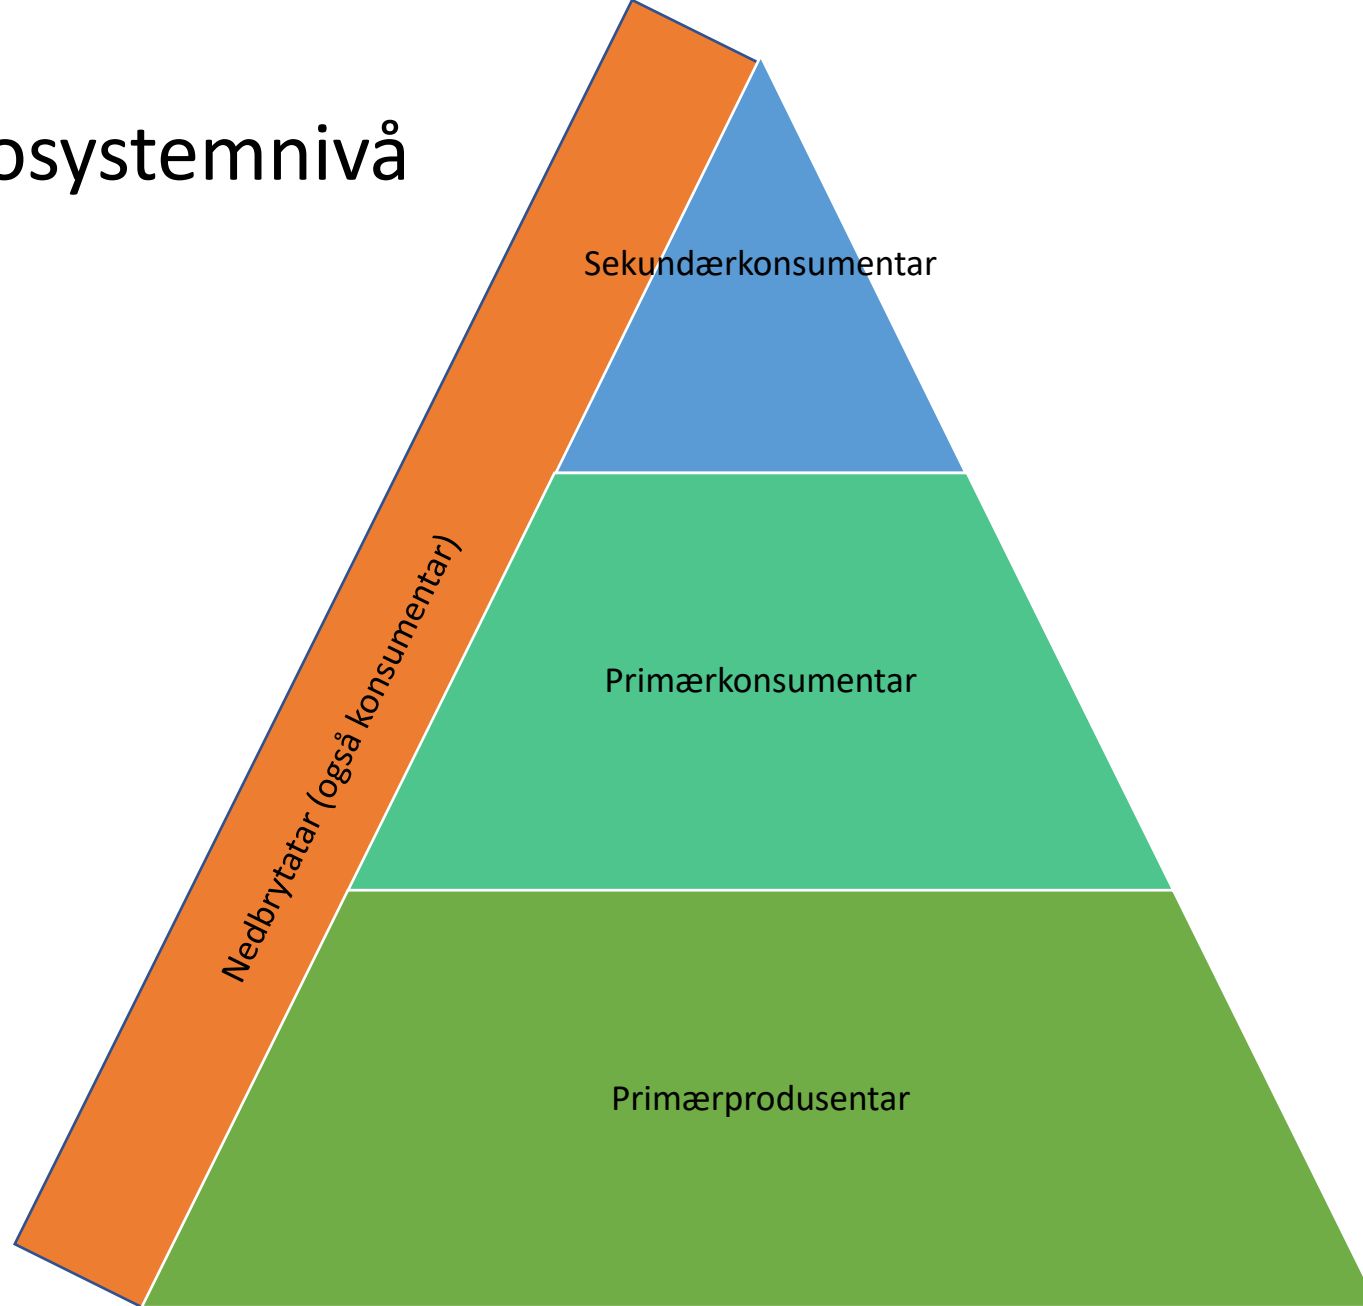 osystemnivå
Sekundærkonsumentar
Nedbrytatar (også konsumentar)
Primærkonsumentar
Primærprodusentar